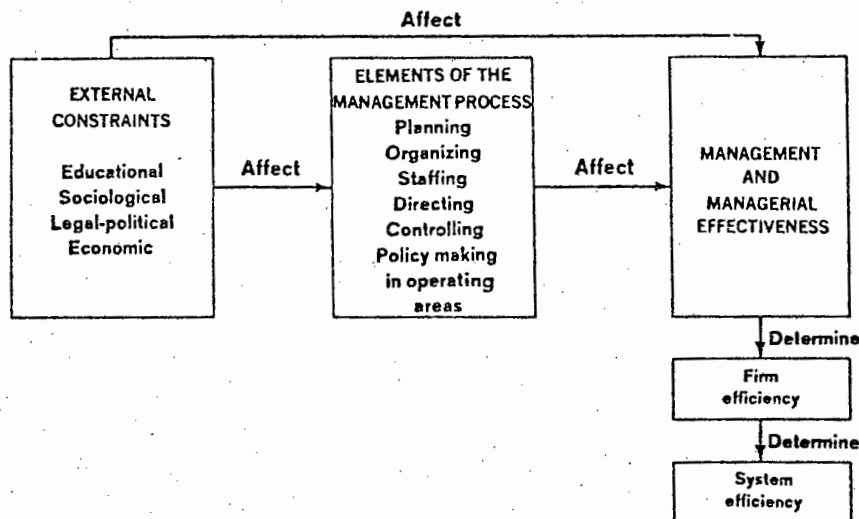 Affect
EXTERNAL
CONSTRAINTS
Educational
Sociological
Legal-political
Economic
Affect
ELEMENTS OF THE
MANAGEMENT PROCESS
Planning
Organizing
Staffing
Directing
Controlling
Policy making
in operating
areas
Affect
MANAGEMENT
AND
MANAGERIAL
EFFECTIVENESS
Determine
Firm
efficiency
Determine
System
efficiency